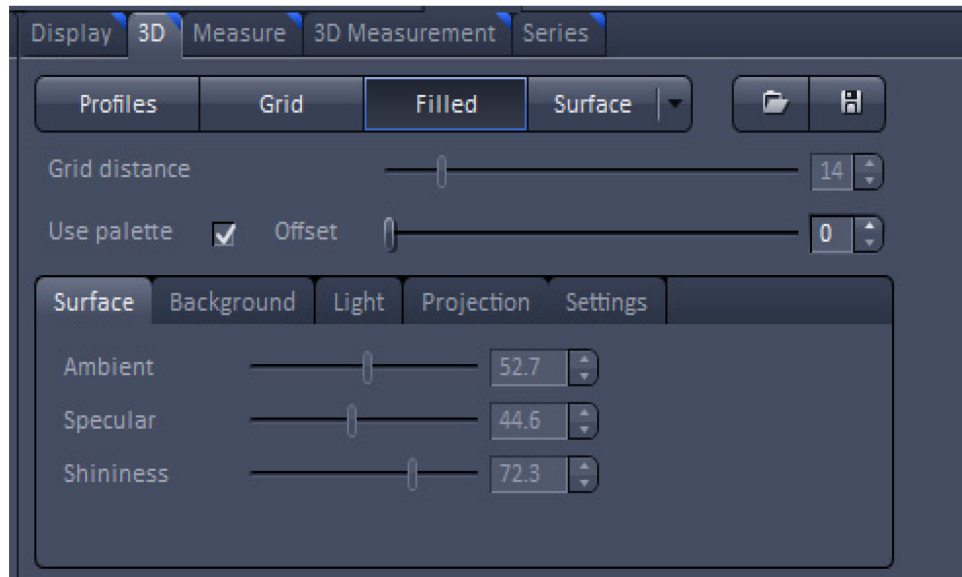 Display 3D Measure 3D Measurement Series
Profiles Grid Filled Surface
Grid distance 14
Use palette Offset 0
Surface Background Light Projection Settings
Ambient 52.7
Specular 44.6
Shininess 72.3